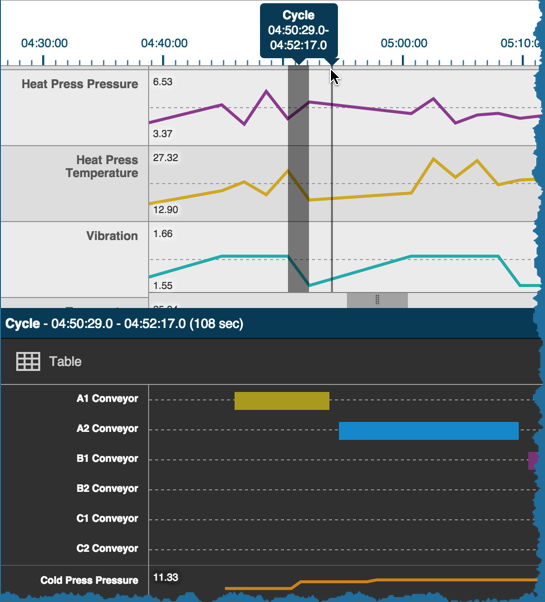 Cycle
04:50:29.0-
04:52:17.0
04:30:00
04:40:00
05:00:00
05:10:0
Heat Press Pressure
6.53
3.37
Heat Press
Temperature
27.32
12.90
Vibration
1.66
1.55
Cycle - 04:50:29.0 - 04:52:17.0 (108 sec)
Table
A1 Conveyor
A2 Conveyor
B1 Conveyor
B2 Conveyor
C1 Conveyor
C2 Conveyor
Cold Press Pressure
11.33